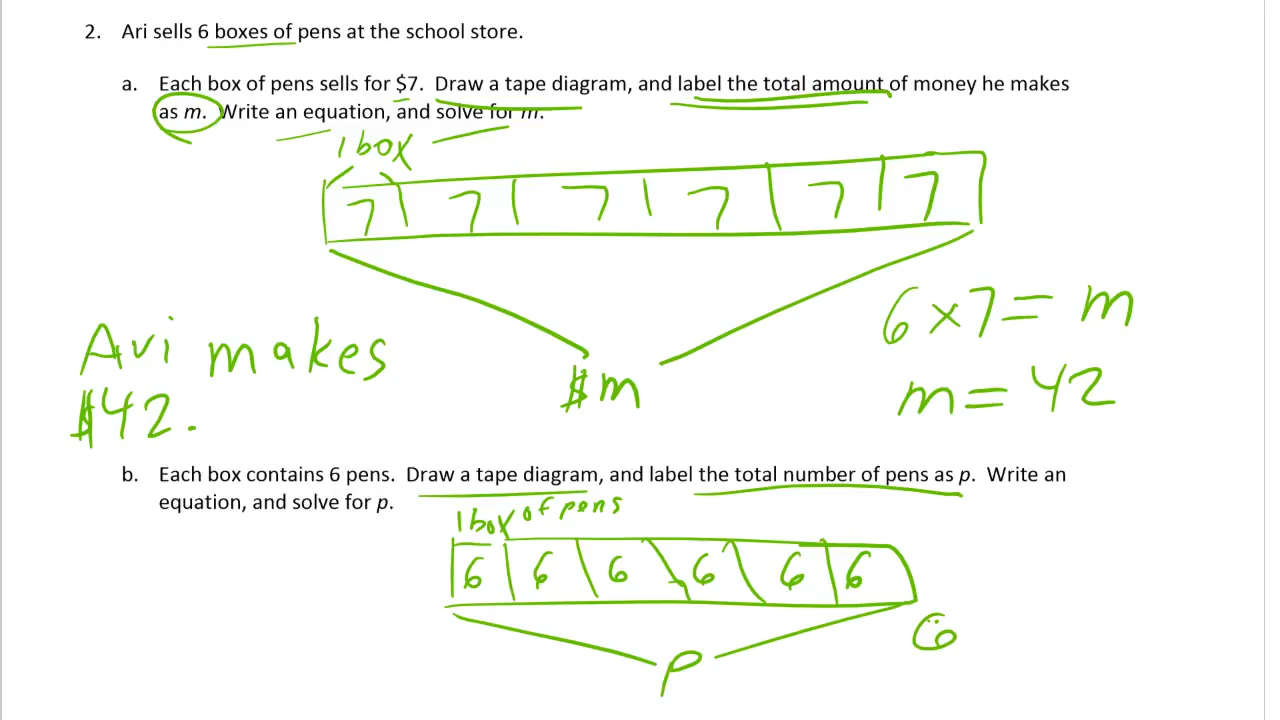 2. Ari sells 6 boxes of pens at the school store.
a. Each box of pens sells for $7. Draw a tape diagram, and label the total amount of money he makes
as m. Write an equation, and solve for m.
1 box
7 7 7 7 7 7
6 x 7 = m
Avi makes
$m
m = 42
$42.
b. Each box contains 6 pens. Draw a tape diagram, and label the total number of pens as p. Write an
equation, and solve for p.
1 box of pens
6 6 6 6 6 6
6
p